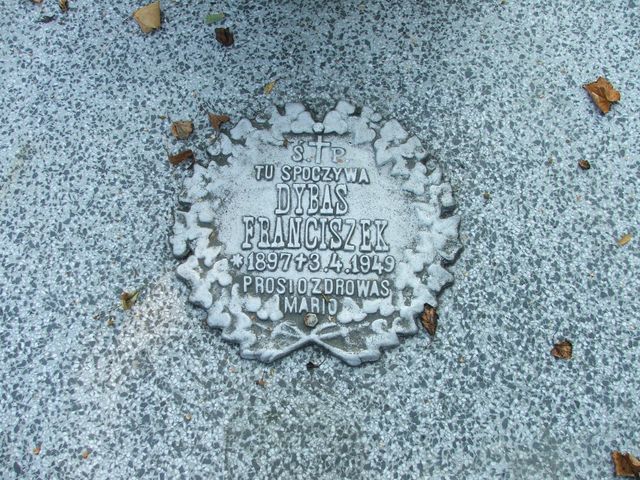 Ś.†P.
TU SPOCZYWA
DYBAS
FRANCISZEK
*1897†3.4.1949
PROSI O ZDROWAŚ
MARIO